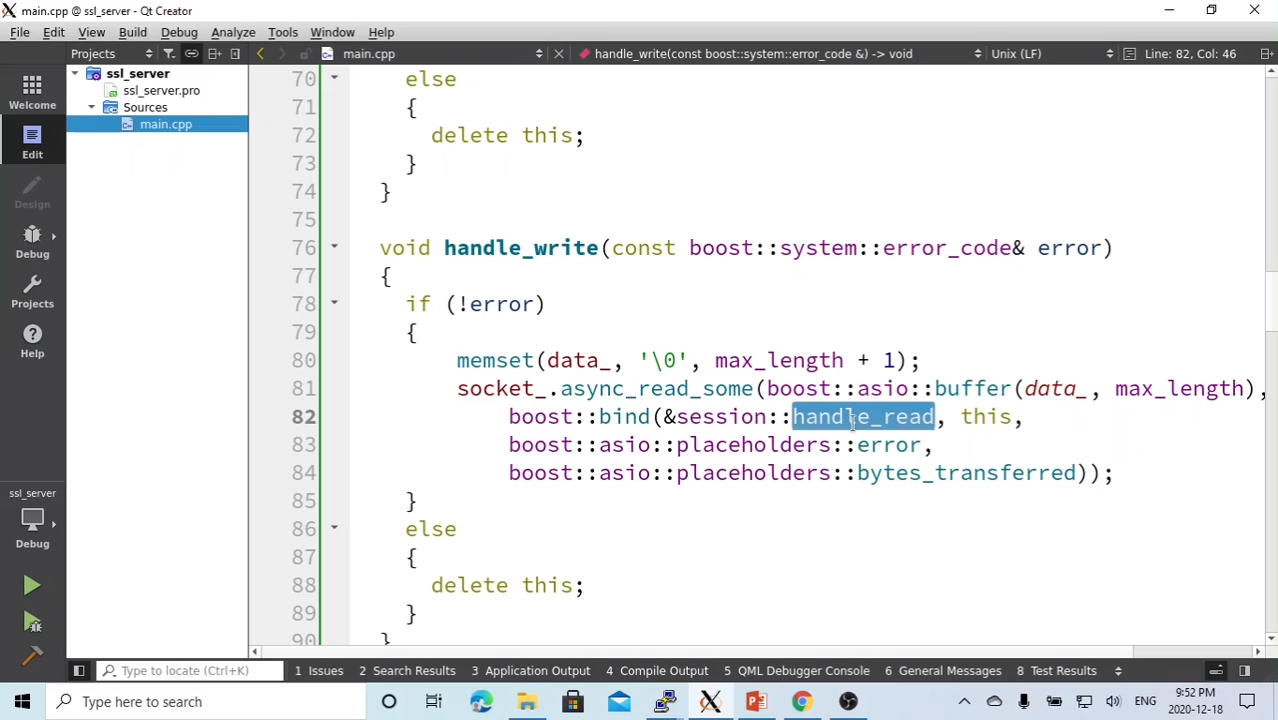 main.cpp @ ssl_server - Qt Creator
File Edit View Build Debug Analyze Tools Window Help
Projects main.cpp handle_write(const boost::system::error_code &) -> void Unix (LF) Line: 82, Col: 46
Welcome
Edit
Design
Debug
Projects
Help
ssl_server
Debug
ssl_server
ssl_server.pro
Sources
main.cpp
70 else
71 {
72 delete this;
73 }
74 }
75
76 void handle_write(const boost::system::error_code& error)
77 {
78 if (!error)
79 {
80 memset(data_, '\0', max_length + 1);
81 socket_.async_read_some(boost::asio::buffer(data_, max_length),
82 boost::bind(&session::handle_read, this,
83 boost::asio::placeholders::error,
84 boost::asio::placeholders::bytes_transferred));
85 }
86 else
87 {
88 delete this;
89 }
90 }
Type to locate (Ctrl+K) 1 Issues 2 Search Results 3 Application Output 4 Compile Output 5 QML Debugger Console 6 General Messages 8 Test Results
Type here to search
ENG
9:52 PM
2020-12-18